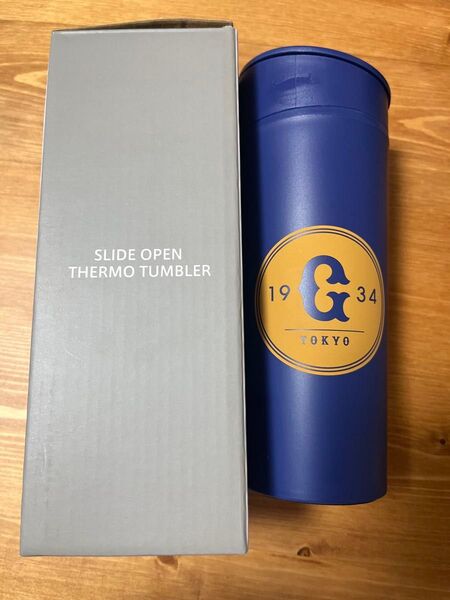 SLIDE OPEN
THERMO TUMBLER
19 G 34
TOKYO